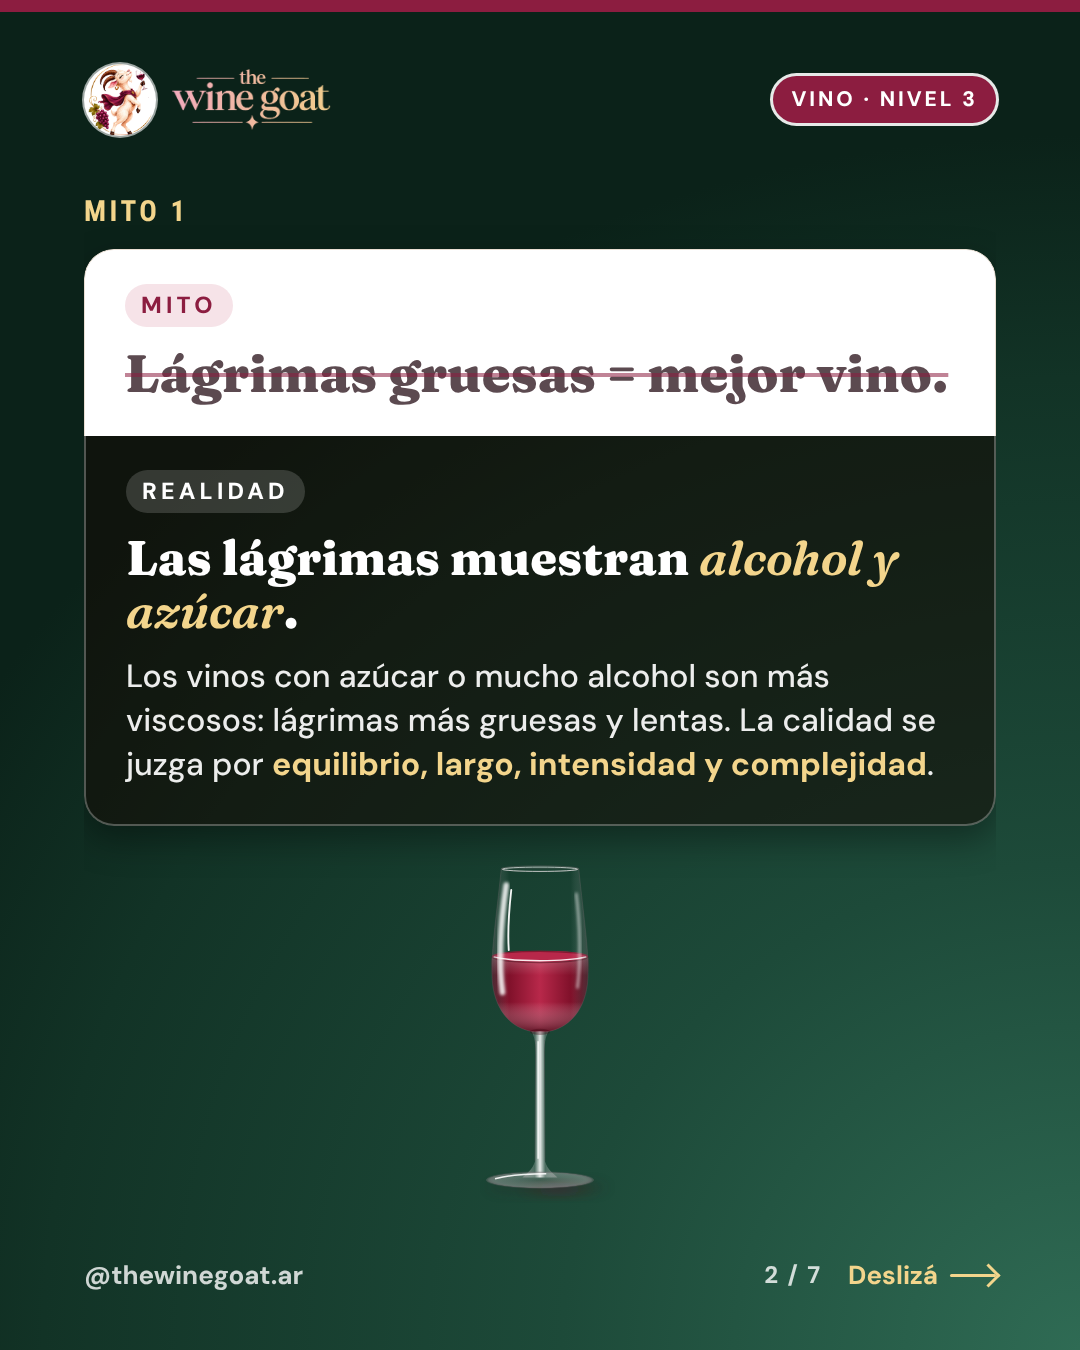 the
wine goat
VINO · NIVEL 3
MITO 1
MITO
Lágrimas gruesas = mejor vino.
REALIDAD
Las lágrimas muestran alcohol y
azúcar.
Los vinos con azúcar o mucho alcohol son más
viscosos: lágrimas más gruesas y lentas. La calidad se
juzga por equilibrio, largo, intensidad y complejidad.
@thewinegoat.ar
2 / 7 Deslizá